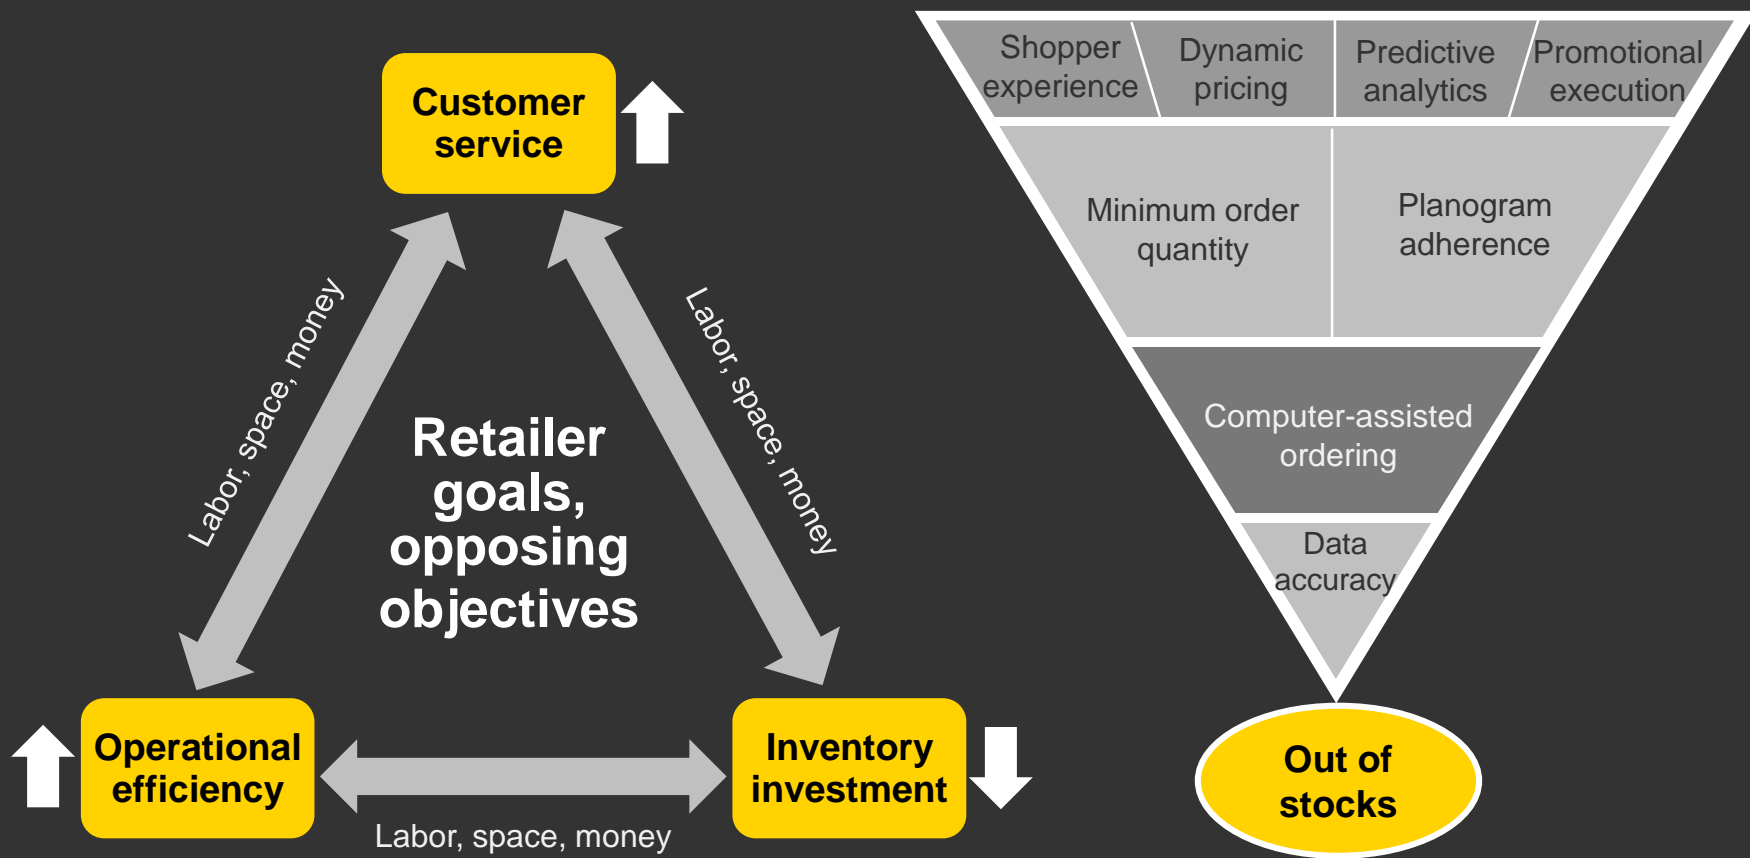 Customer
service
Labor, space, money
Labor, space, money
Retailer
goals,
opposing
objectives
Operational
efficiency
Inventory
investment
Labor, space, money
Shopper
experience
Dynamic
pricing
Predictive
analytics
Promotional
execution
Minimum order
quantity
Planogram
adherence
Computer-assisted
ordering
Data
accuracy
Out of
stocks